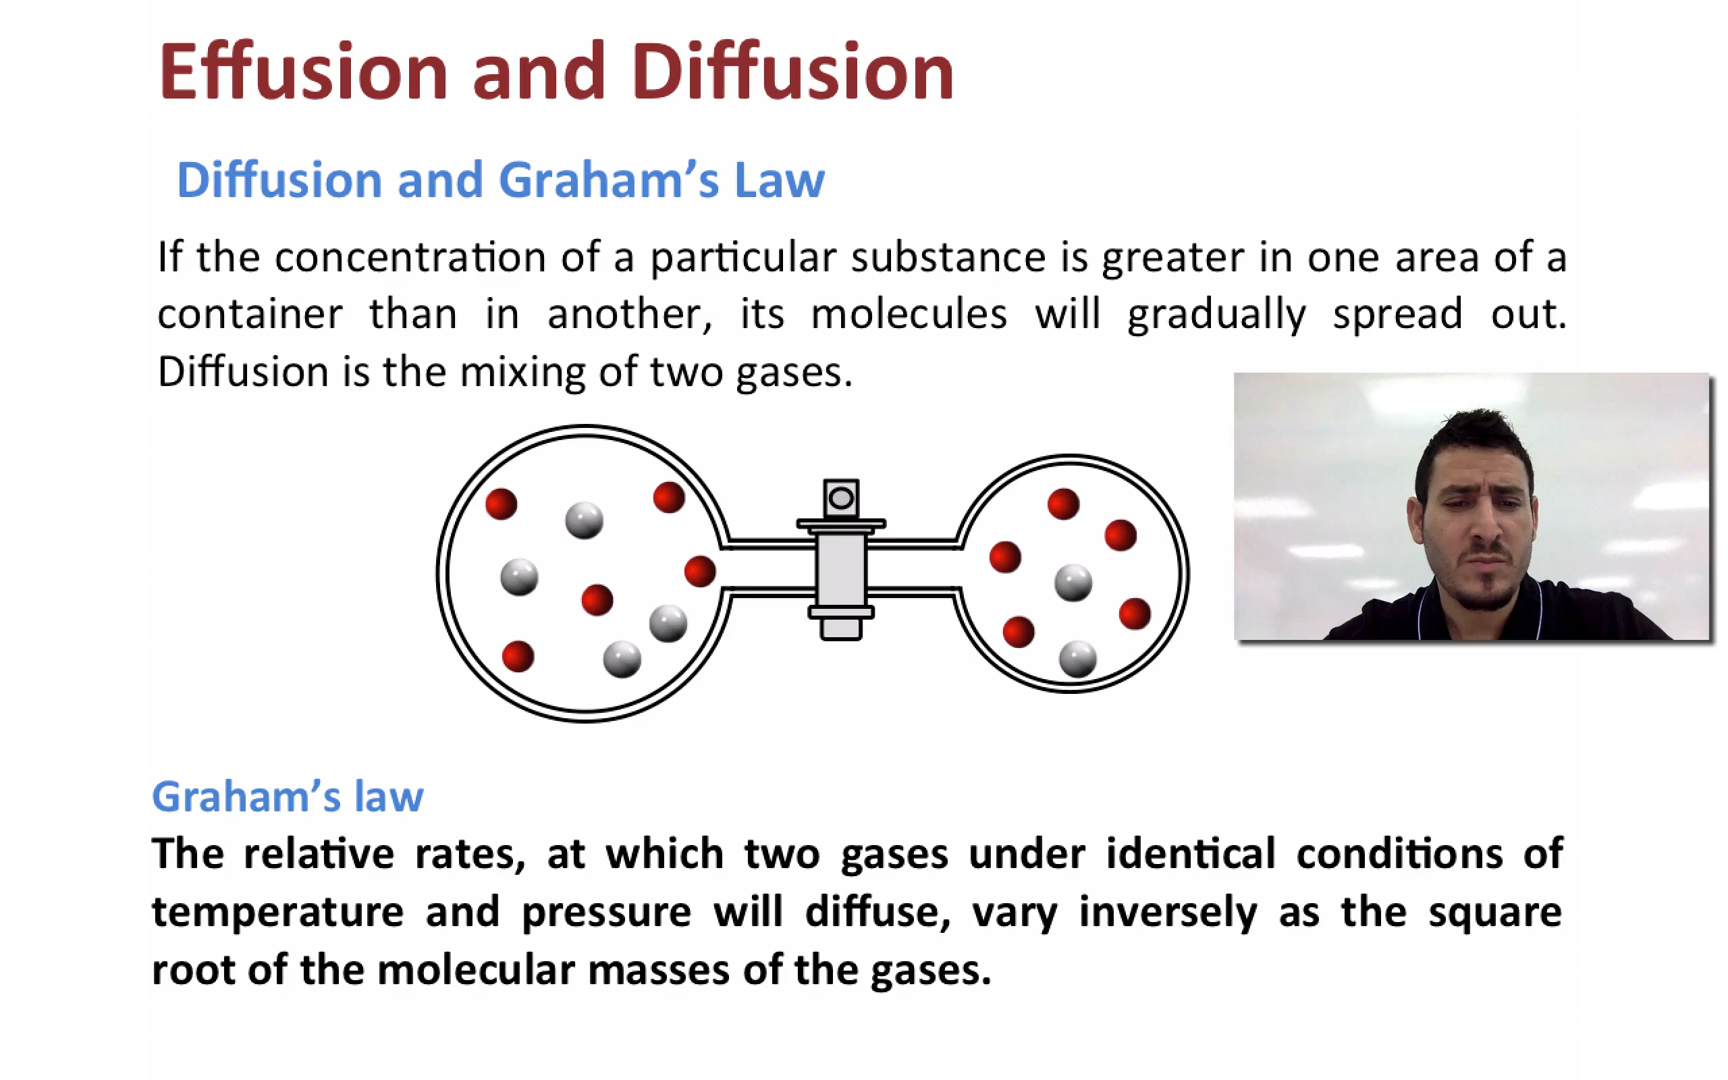 Effusion and Diffusion
Diffusion and Graham’s Law
If the concentration of a particular substance is greater in one area of a
container than in another, its molecules will gradually spread out.
Diffusion is the mixing of two gases.
Graham’s law
The relative rates, at which two gases under identical conditions of
temperature and pressure will diffuse, vary inversely as the square
root of the molecular masses of the gases.